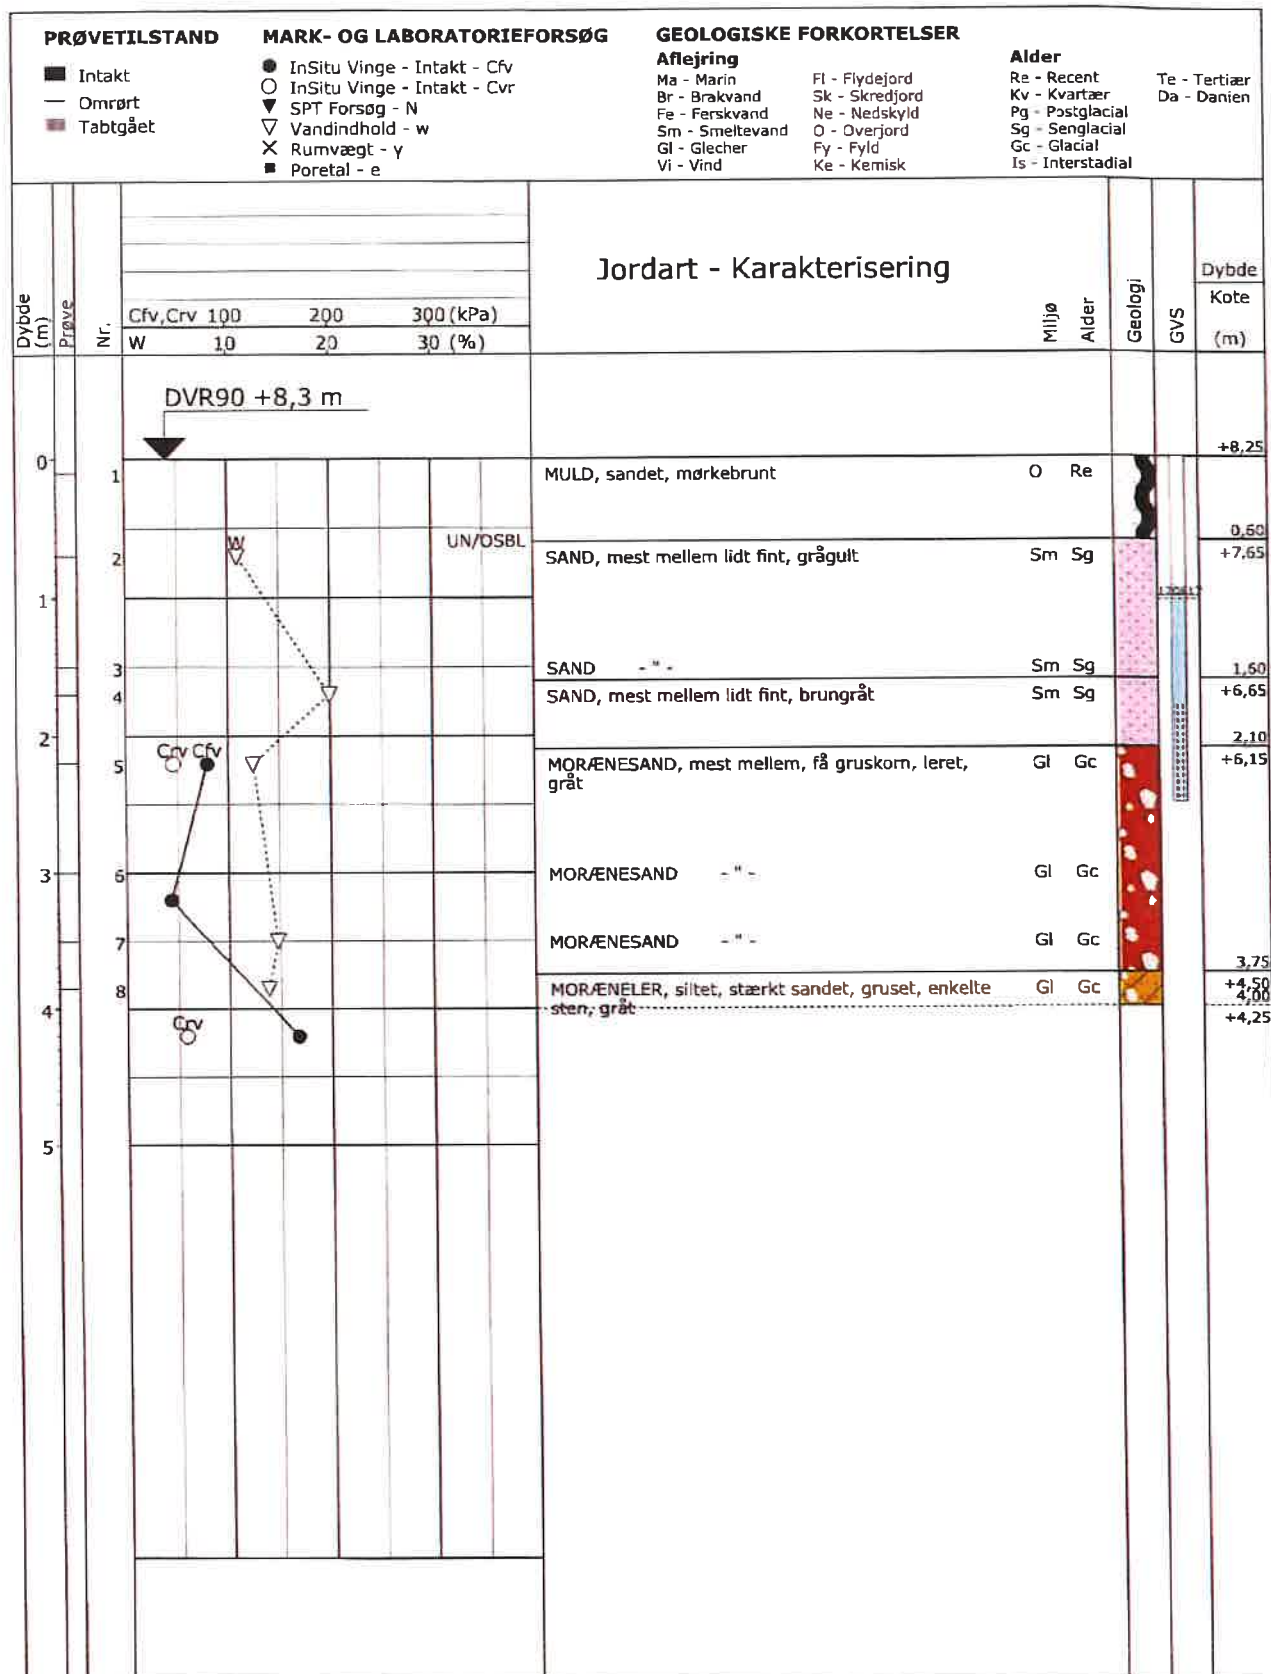 PRØVETILSTAND
Intakt
Omrørt
Tabtgået
MARK- OG LABORATORIEFORSØG
InSitu Vinge - Intakt - Cfv
InSitu Vinge - Intakt - Cvr
SPT Forsøg - N
Vandindhold - w
Rumvægt - γ
Poretal - e
GEOLOGISKE FORKORTELSER
Aflejring
Ma - Marin
Br - Brakvand
Fe - Ferskvand
Sm - Smeltevand
Gl - Glecher
Vi - Vind
Fl - Flydejord
Sk - Skredjord
Ne - Nedskyld
O - Overjord
Fy - Fyld
Ke - Kemisk
Alder
Re - Recent
Kv - Kvartær
Pg - Postglacial
Sg - Senglacial
Gc - Glacial
Is - Interstadial
Te - Tertiær
Da - Danien
Dybde
(m)
Prøve
Nr.
Cfv,Crv 100 200 300 (kPa)
W 10 20 30 (%)
Jordart - Karakterisering
Miljø
Alder
Geologi
GVS
Dybde
Kote
(m)
DVR90 +8,3 m
+8,25
0
1 MULD, sandet, mørkebrunt O Re
0,60
W UN/OSBL
2 SAND, mest mellem lidt fint, grågult Sm Sg +7,65
1
3 SAND - " - Sm Sg 1,60
4 SAND, mest mellem lidt fint, brungråt Sm Sg +6,65
2 2,10
Crv Cfv
5 MORÆNESAND, mest mellem, få gruskorn, leret, Gl Gc +6,15
gråt
3 6 MORÆNESAND - " - Gl Gc
7 MORÆNESAND - " - Gl Gc
3,75
8 MORÆNELER, siltet, stærkt sandet, gruset, enkelte Gl Gc +4,50
4,00
4 sten, gråt +4,25
Crv
5